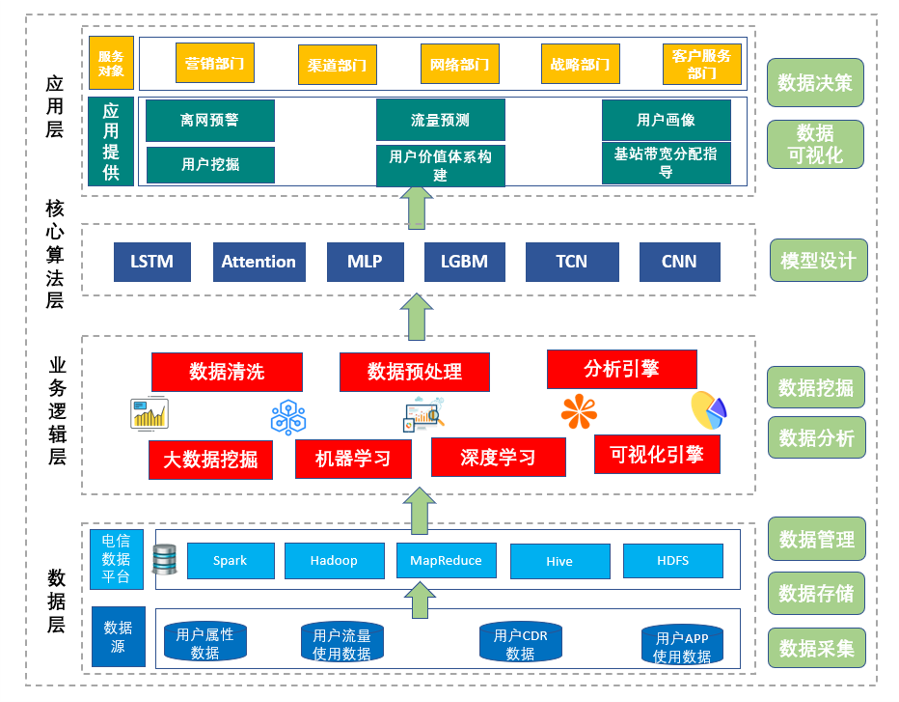 应
用
层
服务
对象
营销部门
渠道部门
网络部门
战略部门
客户服务
部门
数据决策
应
用
提
供
离网预警
流量预测
用户画像
用户挖掘
用户价值体系构
建
基站带宽分配指
导
数据
可视化
核
心
算
法
层
LSTM
Attention
MLP
LGBM
TCN
CNN
模型设计
业
务
逻
辑
层
数据清洗
数据预处理
分析引擎
大数据挖掘
机器学习
深度学习
可视化引擎
数据挖掘
数据分析
数
据
层
电信
数据
平台
Spark
Hadoop
MapReduce
Hive
HDFS
数据管理
数据存储
数据
源
用户属性
数据
用户流量
使用数据
用户CDR
数据
用户APP
使用数据
数据采集